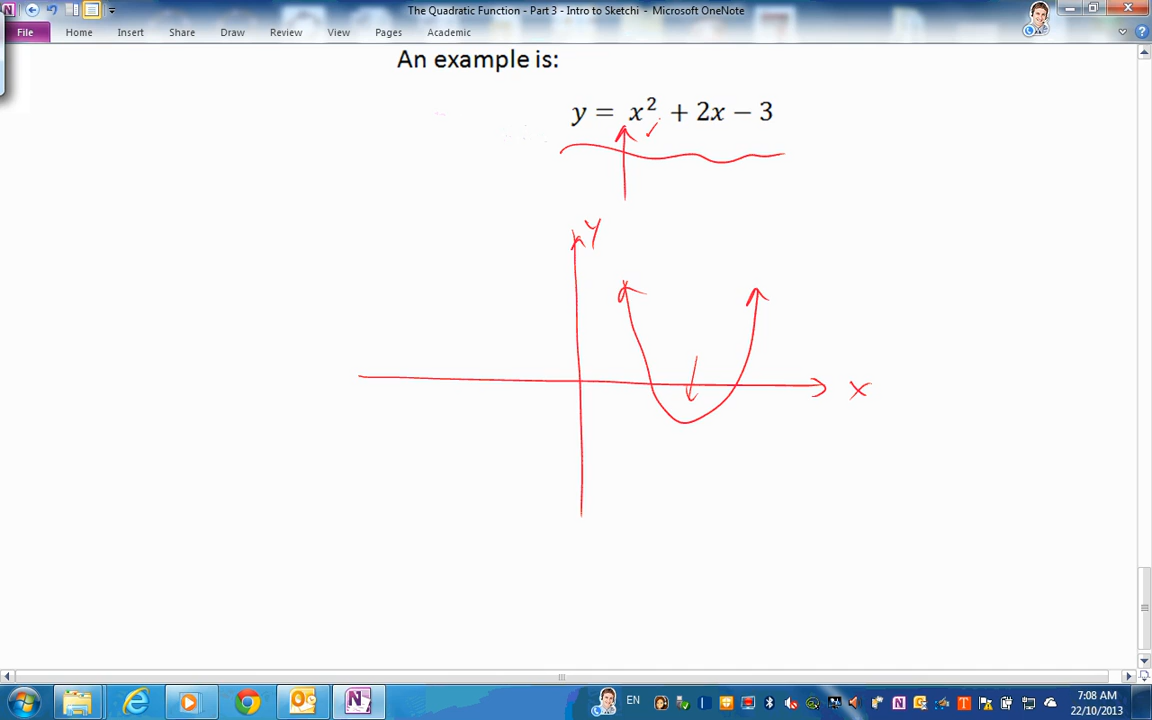 The Quadratic Function - Part 3 - Intro to Sketchi - Microsoft OneNote
File Home Insert Share Draw Review View Pages Academic
An example is:
y = x² + 2x − 3
y
x
EN
7:08 AM
22/10/2013